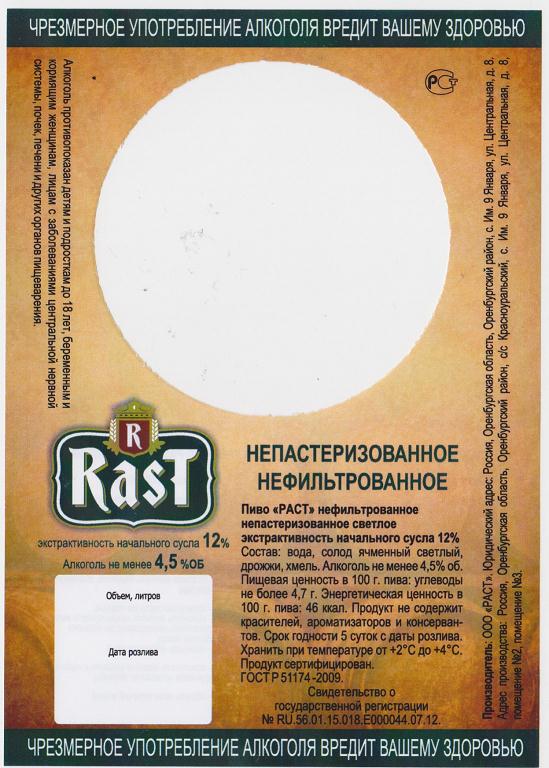 ЧРЕЗМЕРНОЕ УПОТРЕБЛЕНИЕ АЛКОГОЛЯ ВРЕДИТ ВАШЕМУ ЗДОРОВЬЮ
РС
Алкоголь противопоказан детям и подросткам до 18 лет, беременным и
кормящим женщинам, лицам с заболеваниями центральной нервной
системы, почек, печени и других органов пищеварения.
R
RasT
экстрактивность начального сусла 12%
Алкоголь не менее 4,5 %ОБ
Объем, литров
Дата розлива
НЕПАСТЕРИЗОВАННОЕ
НЕФИЛЬТРОВАННОЕ
Пиво «РАСТ» нефильтрованное
непастеризованное светлое
экстрактивность начального сусла 12%
Состав: вода, солод ячменный светлый,
дрожжи, хмель. Алкоголь не менее 4,5% об.
Пищевая ценность в 100 г. пива: углеводы
не более 4,7 г. Энергетическая ценность в
100 г. пива: 46 ккал. Продукт не содержит
красителей, ароматизаторов и консерван-
тов. Срок годности 5 суток с даты розлива.
Хранить при температуре от +2°С до +4°С.
Продукт сертифицирован.
ГОСТ Р 51174 -2009.
Свидетельство о
государственной регистрации
№ RU.56.01.15.018.Е000044.07.12.
Производитель: ООО «РАСТ». Юридический адрес: Россия, Оренбургская область, Оренбургский район, с. Им. 9 Января, ул. Центральная, д. 8,
Адрес производства: Россия, Оренбургская область, Оренбургский район, с/с Красноуральский, с. Им. 9 Января, ул. Центральная, д. 8,
помещение №2, помещение №3.
ЧРЕЗМЕРНОЕ УПОТРЕБЛЕНИЕ АЛКОГОЛЯ ВРЕДИТ ВАШЕМУ ЗДОРОВЬЮ